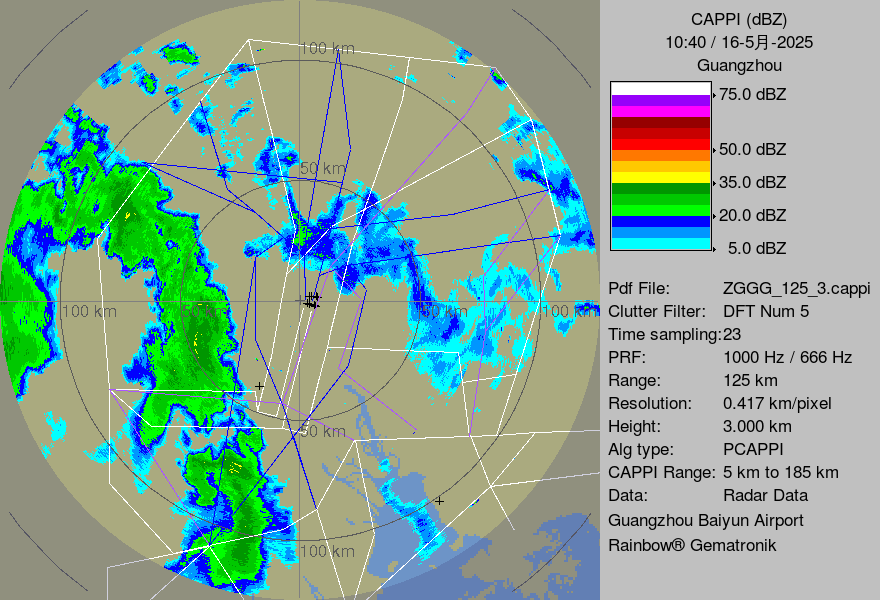 CAPPI (dBZ)
10:40 / 16-5月-2025
Guangzhou
75.0 dBZ
50.0 dBZ
35.0 dBZ
20.0 dBZ
5.0 dBZ
Pdf File: ZGGG_125_3.cappi
Clutter Filter: DFT Num 5
Time sampling:23
PRF: 1000 Hz / 666 Hz
Range: 125 km
Resolution: 0.417 km/pixel
Height: 3.000 km
Alg type: PCAPPI
CAPPI Range: 5 km to 185 km
Data: Radar Data
Guangzhou Baiyun Airport
Rainbow® Gematronik
100 km
50 km
100 km 50 km 50 km 100 km
50 km
100 km